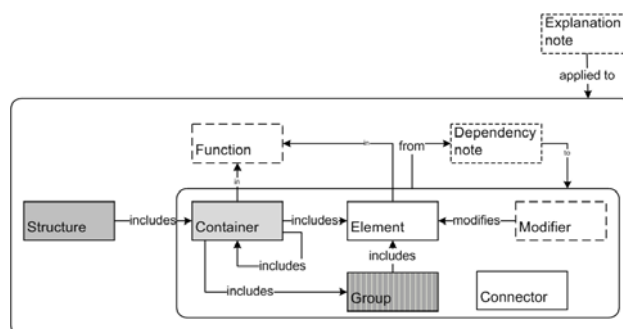 Explanation
note
applied to
Function
in
from
Dependency
note
in
to
Structure
includes
Container
includes
Element
modifies
Modifier
includes
includes
includes
Group
Connector